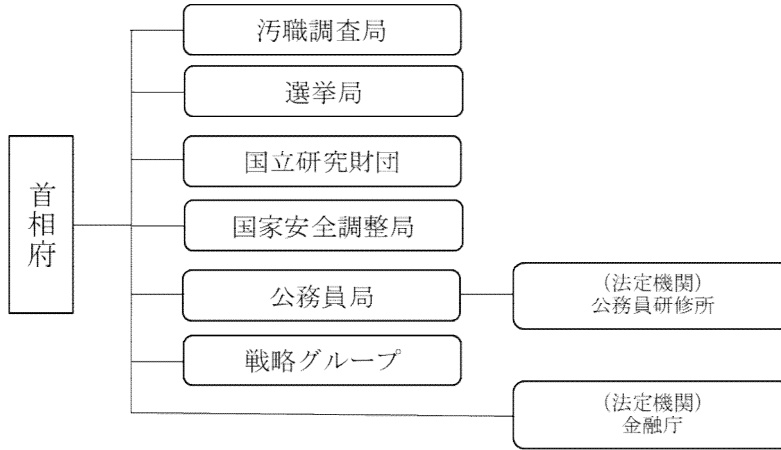 首相府
汚職調査局
選挙局
国立研究財団
国家安全調整局
公務員局
(法定機関)
公務員研修所
戦略グループ
(法定機関)
金融庁